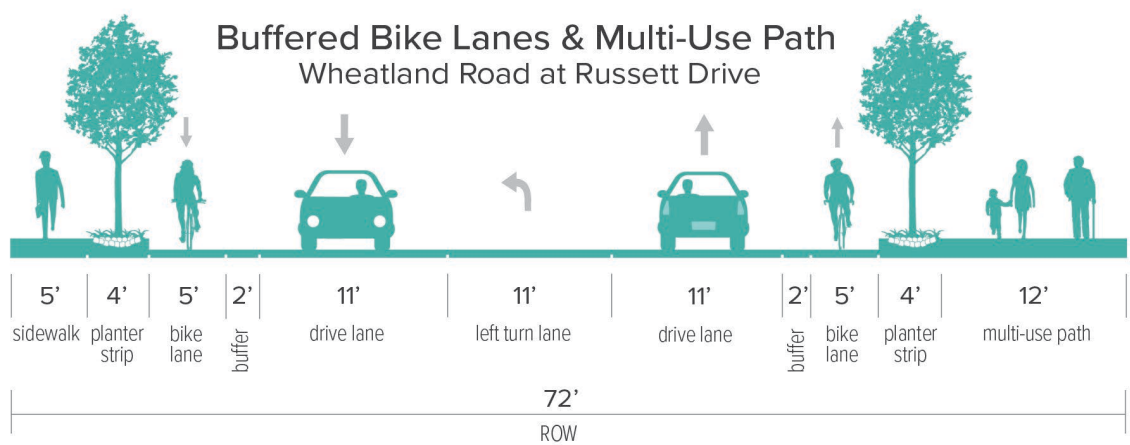 Buffered Bike Lanes & Multi-Use Path
Wheatland Road at Russett Drive
5’ 4’ 5’ 2’ 11’ 11’ 11’ 2’ 5’ 4’ 12’
sidewalk planter strip bike lane buffer drive lane left turn lane drive lane buffer bike lane planter strip multi-use path
72’
ROW